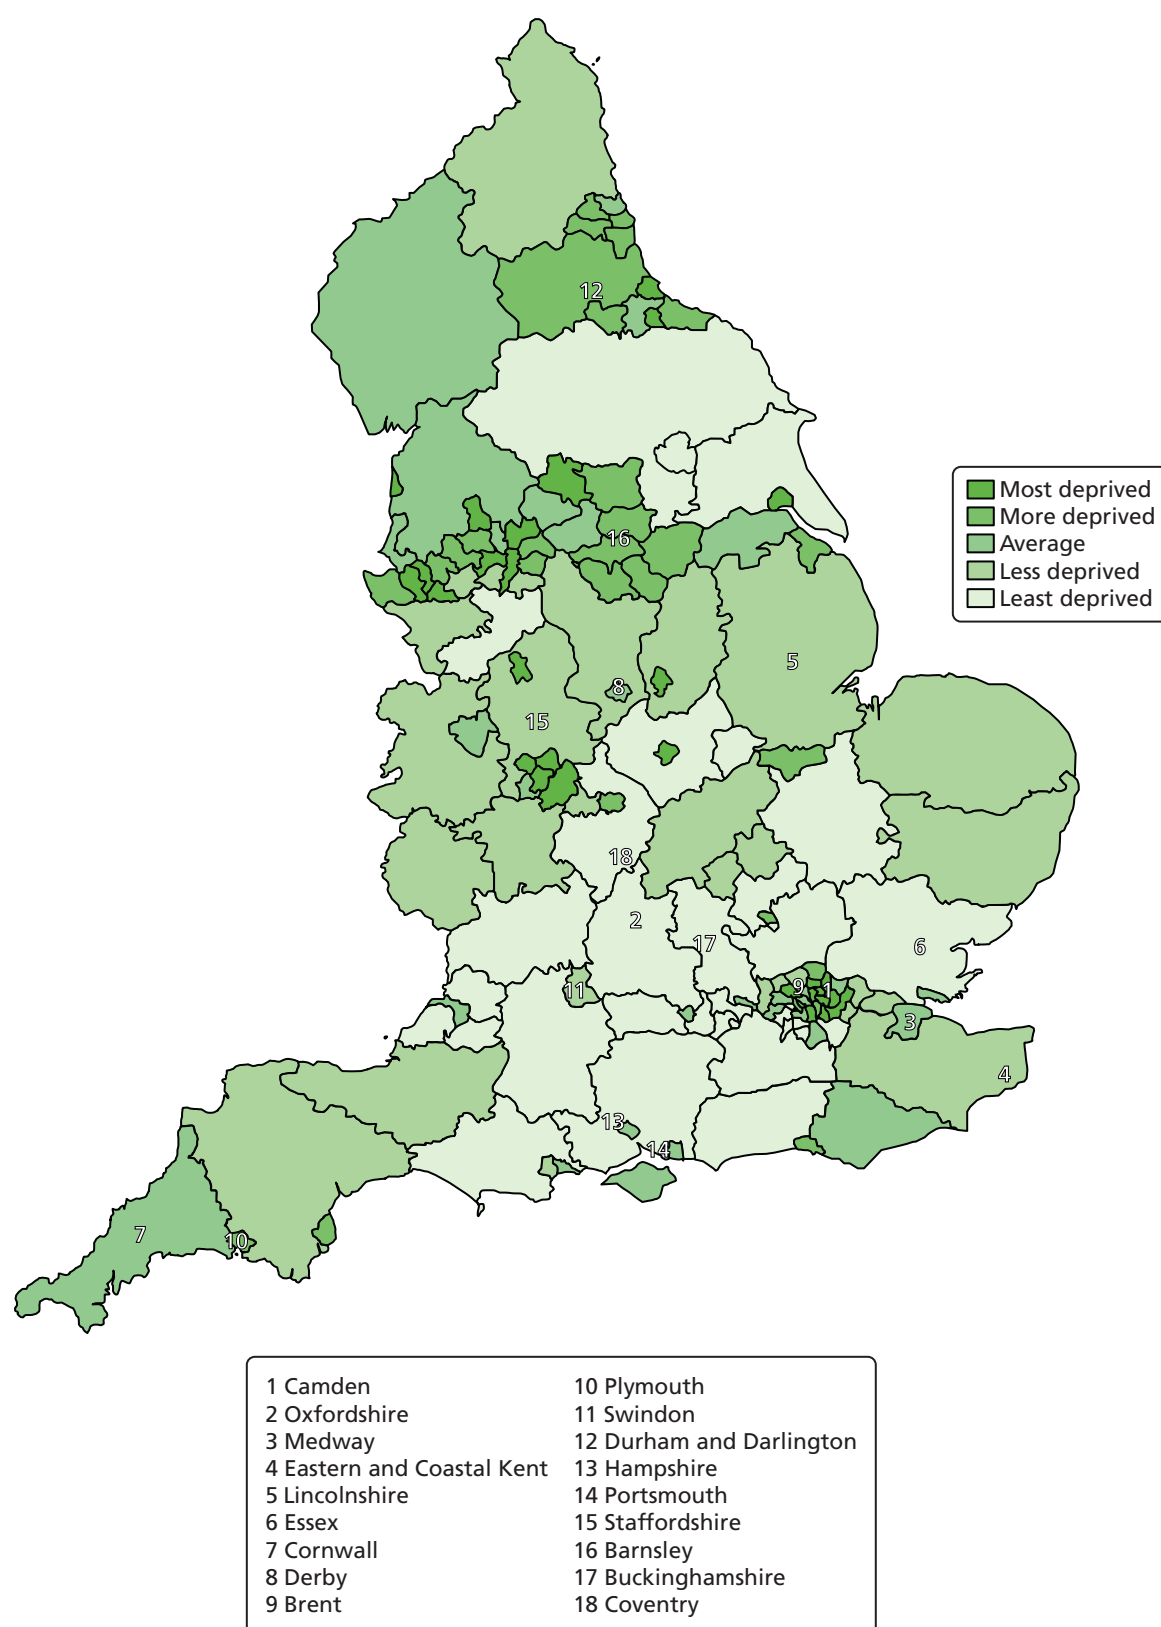 12
16
5
8
15
18
2
17
6
11
9
1
3
4
13
14
7
10
Most deprived
More deprived
Average
Less deprived
Least deprived
1 Camden
2 Oxfordshire
3 Medway
4 Eastern and Coastal Kent
5 Lincolnshire
6 Essex
7 Cornwall
8 Derby
9 Brent
10 Plymouth
11 Swindon
12 Durham and Darlington
13 Hampshire
14 Portsmouth
15 Staffordshire
16 Barnsley
17 Buckinghamshire
18 Coventry